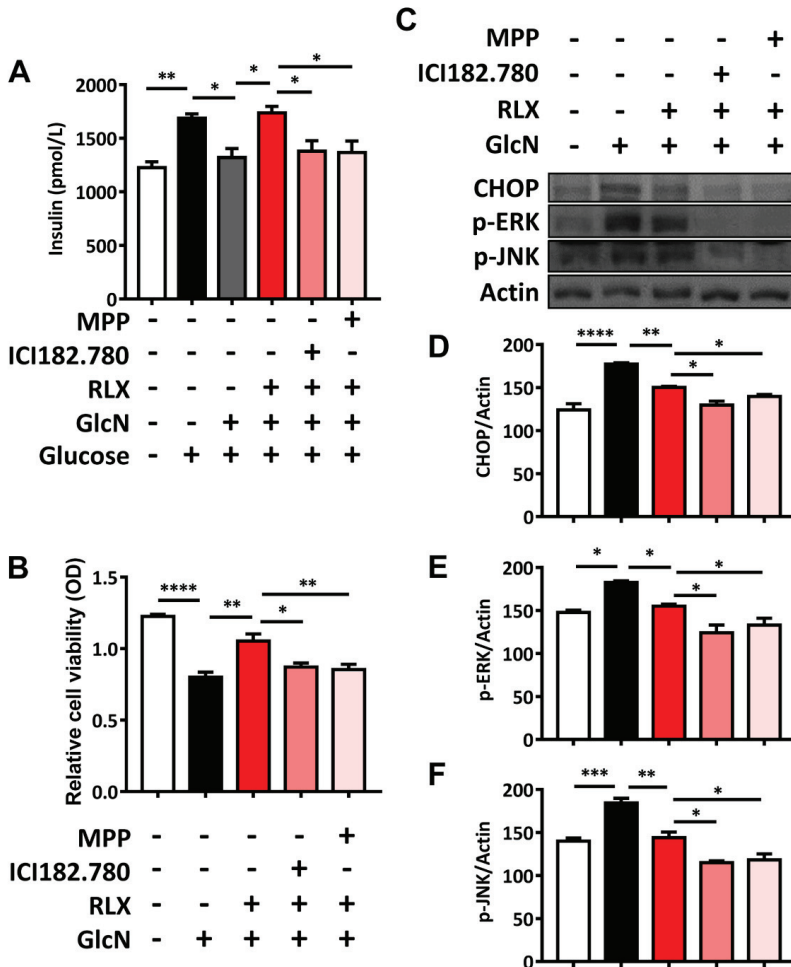 A
** * * * *
Insulin (pmol/L)
2000
1500
1000
500
0
MPP - - - - - +
ICI182.780 - - - - + -
RLX - - - + + +
GlcN - - + + + +
Glucose - + + + + +
B
**** ** * **
Relative cell viability (OD)
1.5
1.0
0.5
0.0
MPP - - - - +
ICI182.780 - - - + -
RLX - - + + +
GlcN - + + + +
C
MPP - - - - +
ICI182.780 - - - + -
RLX - - + + +
GlcN - + + + +
CHOP
p-ERK
p-JNK
Actin
D
**** ** * *
CHOP/Actin
200
150
100
50
0
E
* * * *
p-ERK/Actin
200
150
100
50
0
F
*** ** * *
p-JNK/Actin
200
150
100
50
0